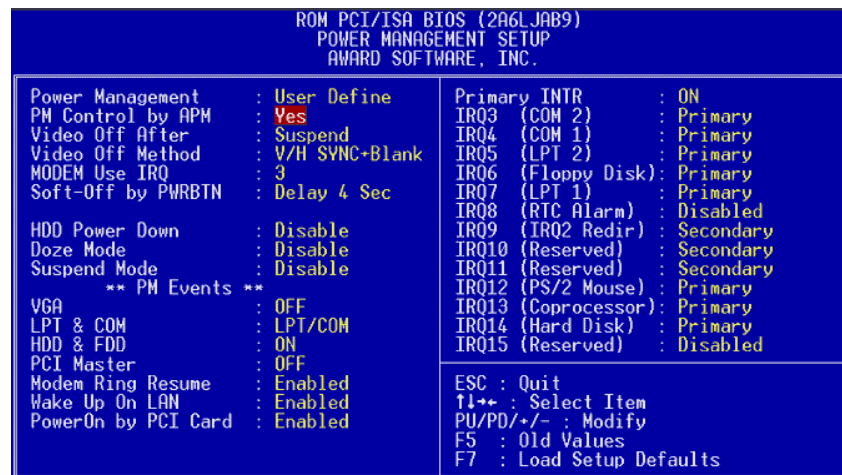 ROM PCI/ISA BIOS (2A6LJAB9)
POWER MANAGEMENT SETUP
AWARD SOFTWARE, INC.
Power Management : User Define
PM Control by APM : Yes
Video Off After : Suspend
Video Off Method : V/H SYNC+Blank
MODEM Use IRQ : 3
Soft-Off by PWRBTN : Delay 4 Sec
HDD Power Down : Disable
Doze Mode : Disable
Suspend Mode : Disable
** PM Events **
VGA : OFF
LPT & COM : LPT/COM
HDD & FDD : ON
PCI Master : OFF
Modem Ring Resume : Enabled
Wake Up On LAN : Enabled
PowerOn by PCI Card : Enabled
Primary INTR : ON
IRQ3 (COM 2) : Primary
IRQ4 (COM 1) : Primary
IRQ5 (LPT 2) : Primary
IRQ6 (Floppy Disk): Primary
IRQ7 (LPT 1) : Primary
IRQ8 (RTC Alarm) : Disabled
IRQ9 (IRQ2 Redir) : Secondary
IRQ10 (Reserved) : Secondary
IRQ11 (Reserved) : Secondary
IRQ12 (PS/2 Mouse) : Primary
IRQ13 (Coprocessor): Primary
IRQ14 (Hard Disk) : Primary
IRQ15 (Reserved) : Disabled
ESC : Quit
↑↓→← : Select Item
PU/PD/+/- : Modify
F5 : Old Values
F7 : Load Setup Defaults